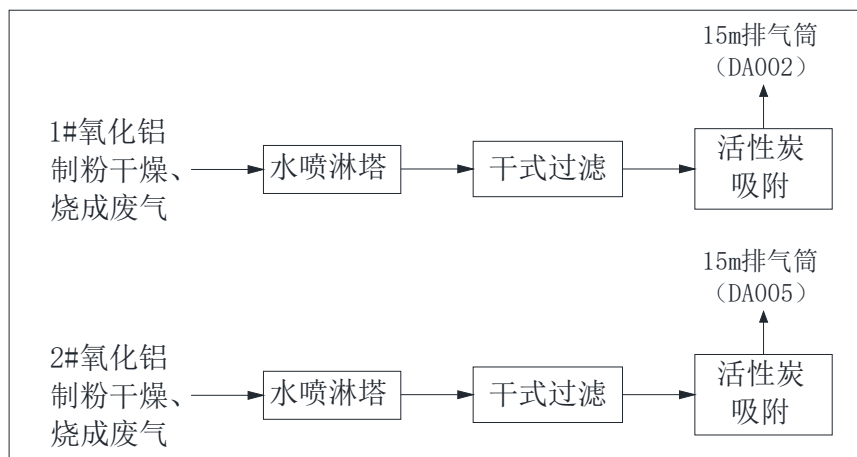 15m排气筒
（DA002）
1#氧化铝
制粉干燥、
烧成废气
水喷淋塔
干式过滤
活性炭
吸附
15m排气筒
（DA005）
2#氧化铝
制粉干燥、
烧成废气
水喷淋塔
干式过滤
活性炭
吸附